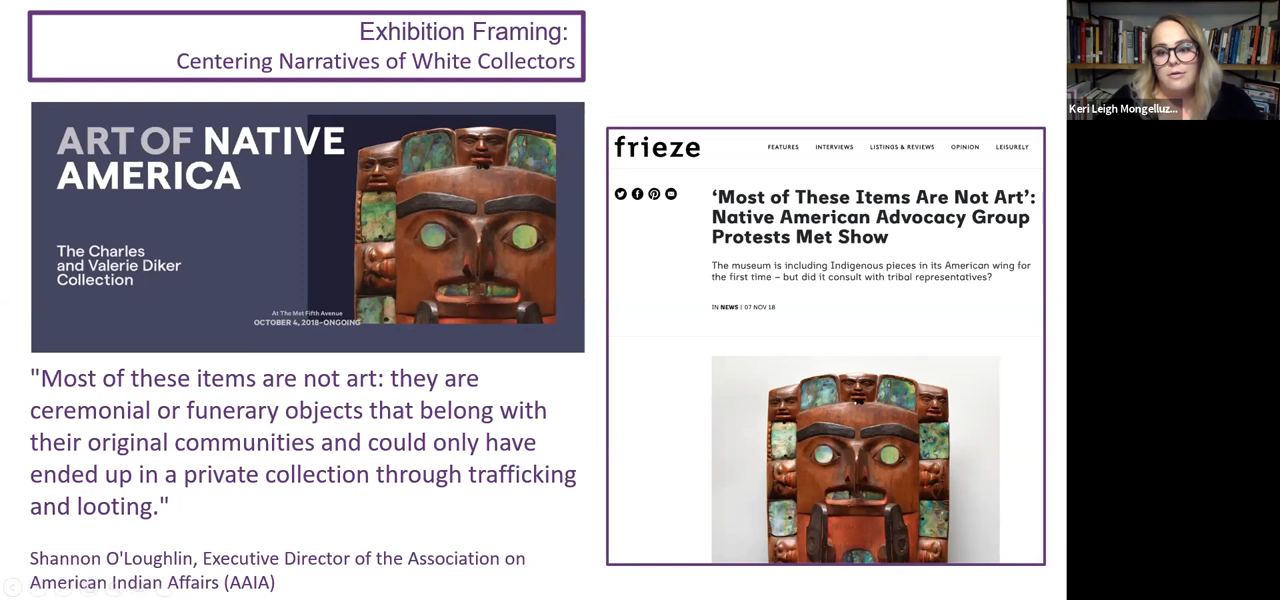 Exhibition Framing:
Centering Narratives of White Collectors
ART OF NATIVE
AMERICA
The Charles
and Valerie Diker
Collection
At The Met Fifth Avenue
OCTOBER 4, 2018-ONGOING
"Most of these items are not art: they are
ceremonial or funerary objects that belong with
their original communities and could only have
ended up in a private collection through trafficking
and looting."
Shannon O'Loughlin, Executive Director of the Association on
American Indian Affairs (AAIA)
frieze
FEATURES INTERVIEWS LISTINGS & REVIEWS OPINION LEISURELY
‘Most of These Items Are Not Art’:
Native American Advocacy Group
Protests Met Show
The museum is including Indigenous pieces in its American wing for
the first time – but did it consult with tribal representatives?
IN NEWS | 07 NOV 18
Keri Leigh Mongelluz...